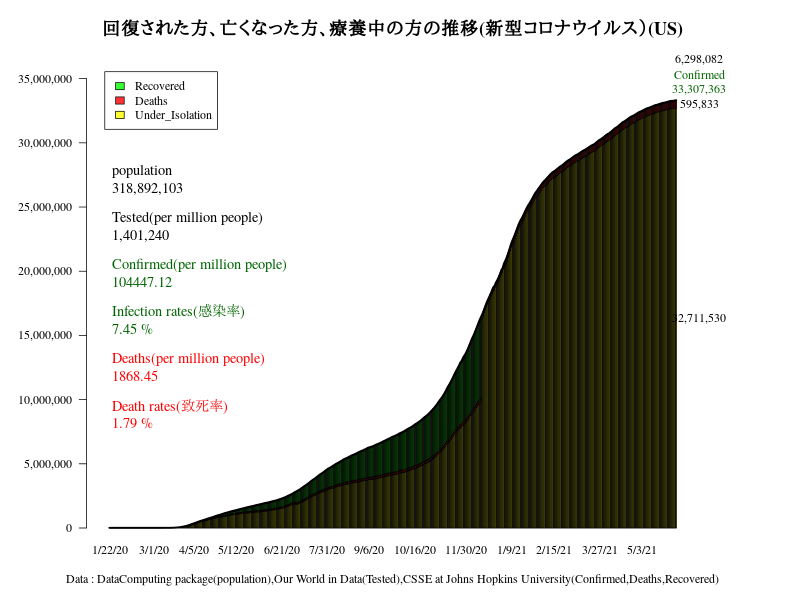 回復された方、亡くなった方、療養中の方の推移(新型コロナウイルス)(US)
6,298,082
Confirmed
33,307,363
595,833
35,000,000
30,000,000
25,000,000
20,000,000
15,000,000
10,000,000
5,000,000
0
Recovered
Deaths
Under_Isolation
population
318,892,103
Tested(per million people)
1,401,240
Confirmed(per million people)
104447.12
Infection rates(感染率)
7.45 %
Deaths(per million people)
1868.45
Death rates(致死率)
1.79 %
32,711,530
1/22/20 3/1/20 4/5/20 5/12/20 6/21/20 7/31/20 9/6/20 10/16/20 11/30/20 1/9/21 2/15/21 3/27/21 5/3/21
Data : DataComputing package(population),Our World in Data(Tested),CSSE at Johns Hopkins University(Confirmed,Deaths,Recovered)